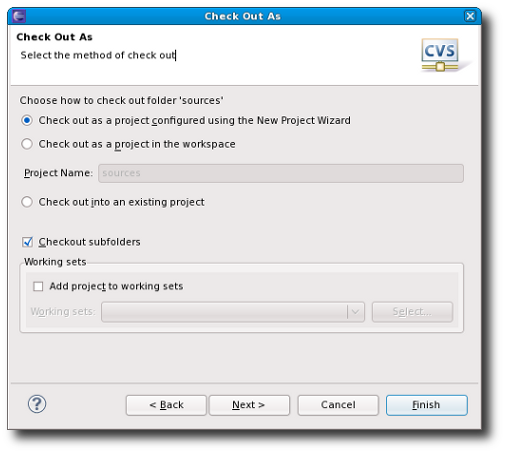 Check Out As
Check Out As
Select the method of check out
CVS
Choose how to check out folder 'sources'
Check out as a project configured using the New Project Wizard
Check out as a project in the workspace
Project Name: sources
Check out into an existing project
Checkout subfolders
Working sets
Add project to working sets
Working sets: Select...
?
< Back Next > Cancel Finish